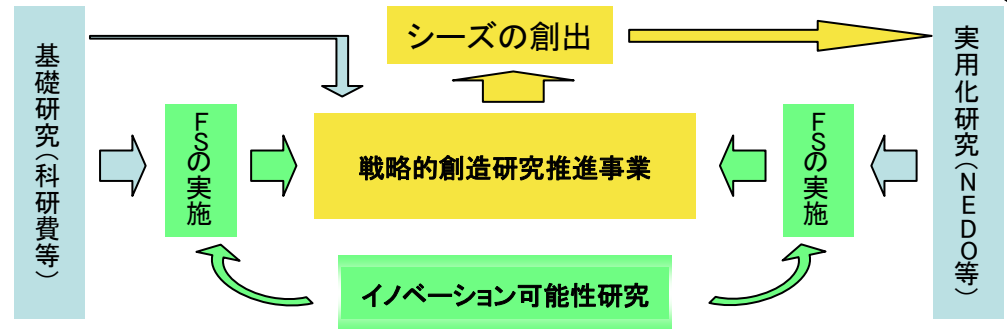 シーズの創出
基礎研究(科研費等)
FSの実施
戦略的創造研究推進事業
FSの実施
実用化研究(NEDO等)
イノベーション可能性研究